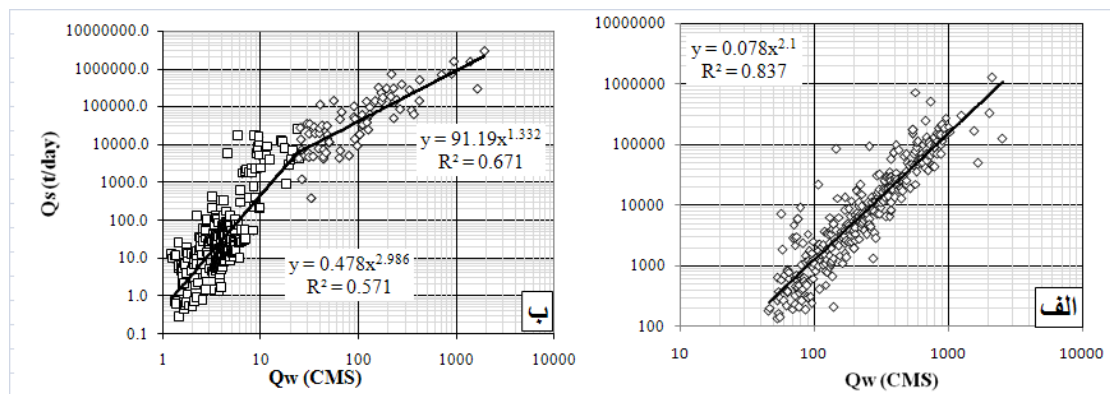 10000000.0
1000000.0
100000.0
10000.0
1000.0
100.0
10.0
1.0
0.1
Qs (t/day)
y = 91.19x^1.332
R² = 0.671
y = 0.478x^2.986
R² = 0.571
ب
1 10 100 1000 10000
Qw (CMS)
10000000
1000000
100000
10000
1000
100
y = 0.078x^2.1
R² = 0.837
الف
10 100 1000 10000
Qw (CMS)